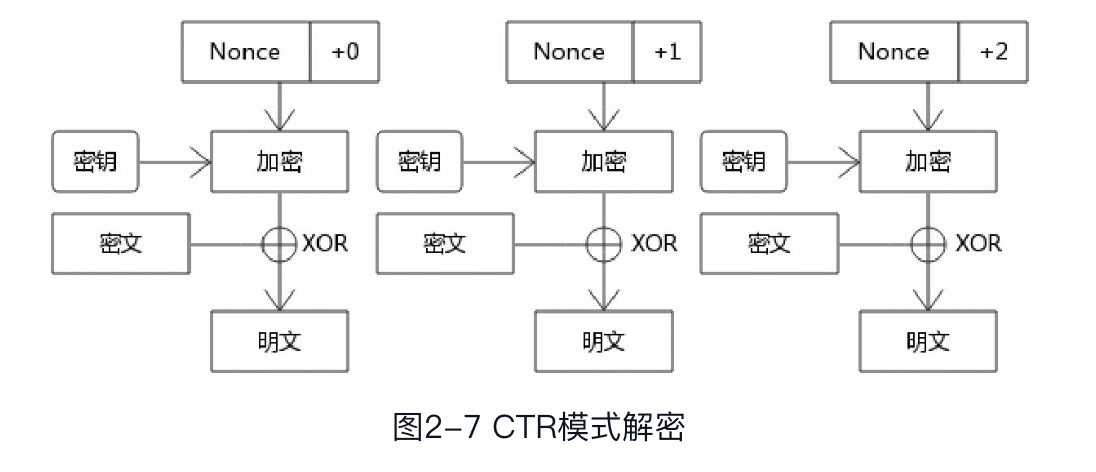 Nonce +0 Nonce +1 Nonce +2
密钥 加密 密钥 加密 密钥 加密
密文 XOR 密文 XOR 密文 XOR
明文 明文 明文
图2-7 CTR模式解密